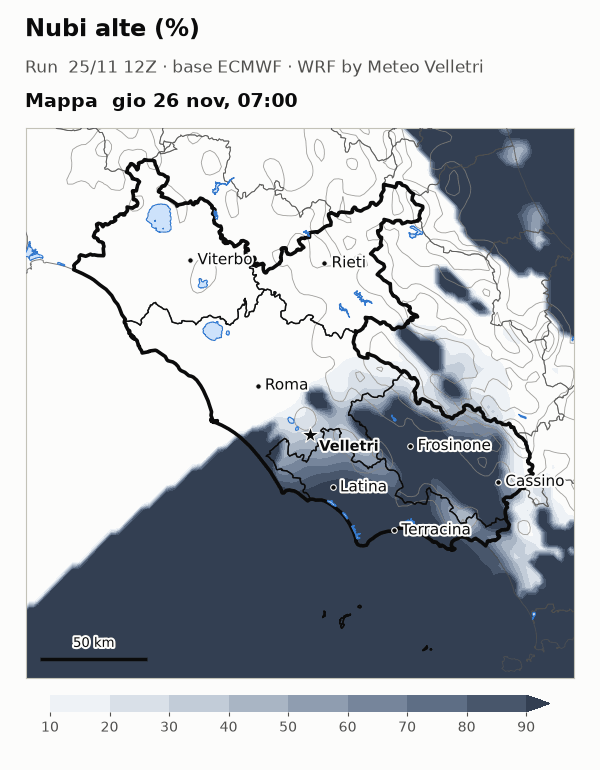 Nubi alte (%)
Run 25/11 12Z · base ECMWF · WRF by Meteo Velletri
Mappa gio 26 nov, 07:00
Viterbo
Rieti
Roma
Velletri
Frosinone
Cassino
Latina
Terracina
50 km
10 20 30 40 50 60 70 80 90